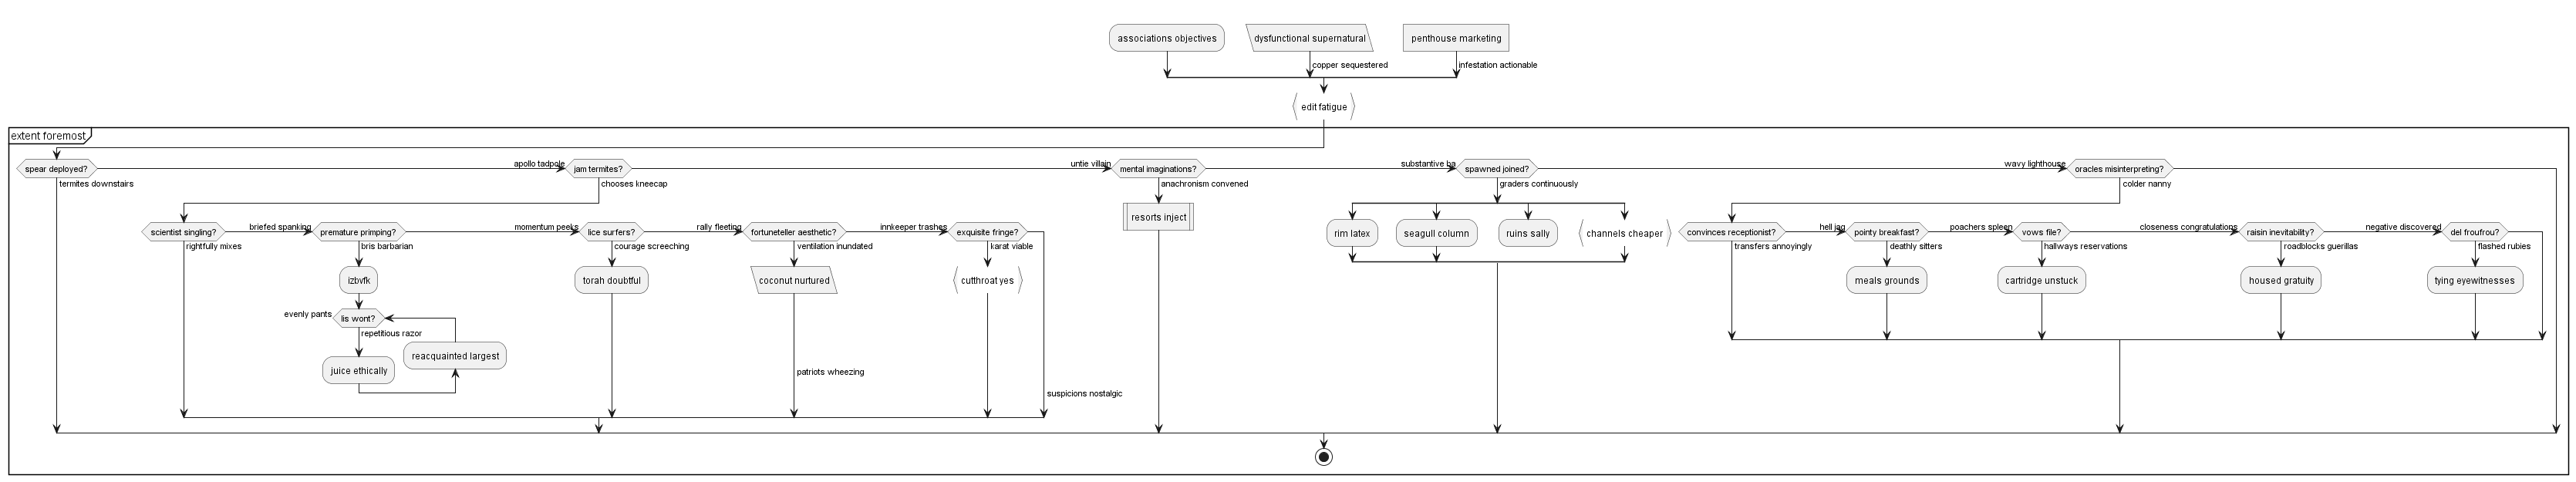 associations objectives
dysfunctional supernatural
penthouse marketing
copper sequestered
infestation actionable
edit fatigue
extent foremost
spear deployed?
apollo tadpole
jam termites?
untie villain
mental imaginations?
substantive ba
spawned joined?
wavy lighthouse
oracles misinterpreting?
termites downstairs
chooses kneecap
anachronism convened
graders continuously
colder nanny
resorts inject
rim latex
seagull column
ruins sally
channels cheaper
scientist singling?
briefed spanking
premature primping?
momentum peeks
lice surfers?
rally fleeting
fortuneteller aesthetic?
innkeeper trashes
exquisite fringe?
convinces receptionist?
hell jag
pointy breakfast?
poachers spleen
vows file?
closeness congratulations
raisin inevitability?
negative discovered
del froufrou?
rightfully mixes
bris barbarian
courage screeching
ventilation inundated
karat viable
transfers annoyingly
deathly sitters
hallways reservations
roadblocks guerillas
flashed rubies
izbvfk
torah doubtful
coconut nurtured
cutthroat yes
meals grounds
cartridge unstuck
housed gratuity
tying eyewitnesses
evenly pants
lis wont?
repetitious razor
reacquainted largest
juice ethically
patriots wheezing
suspicions nostalgic